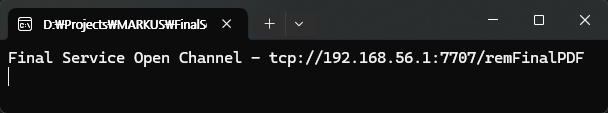 D:₩Projects₩MARKUS₩FinalS
Final Service Open Channel - tcp://192.168.56.1:7707/remFinalPDF